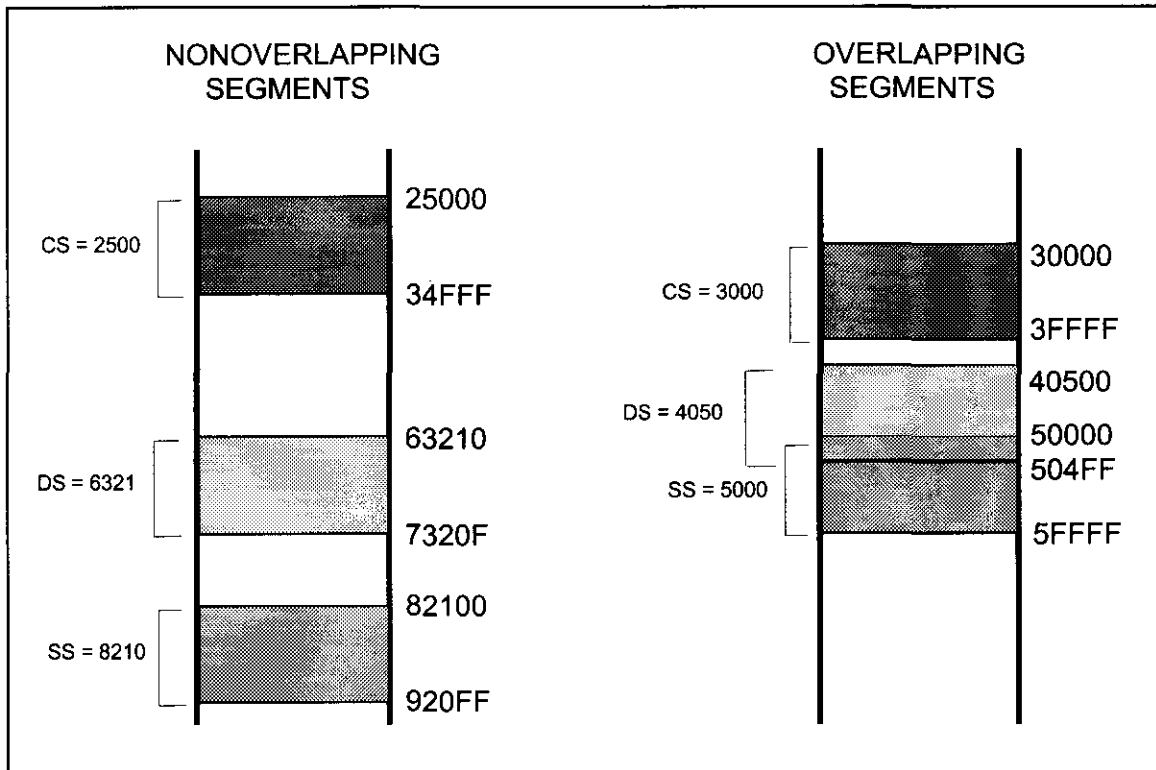 NONOVERLAPPING
SEGMENTS
25000
CS = 2500
34FFF
63210
DS = 6321
7320F
82100
SS = 8210
920FF
OVERLAPPING
SEGMENTS
30000
CS = 3000
3FFFF
40500
DS = 4050
50000
504FF
SS = 5000
5FFFF